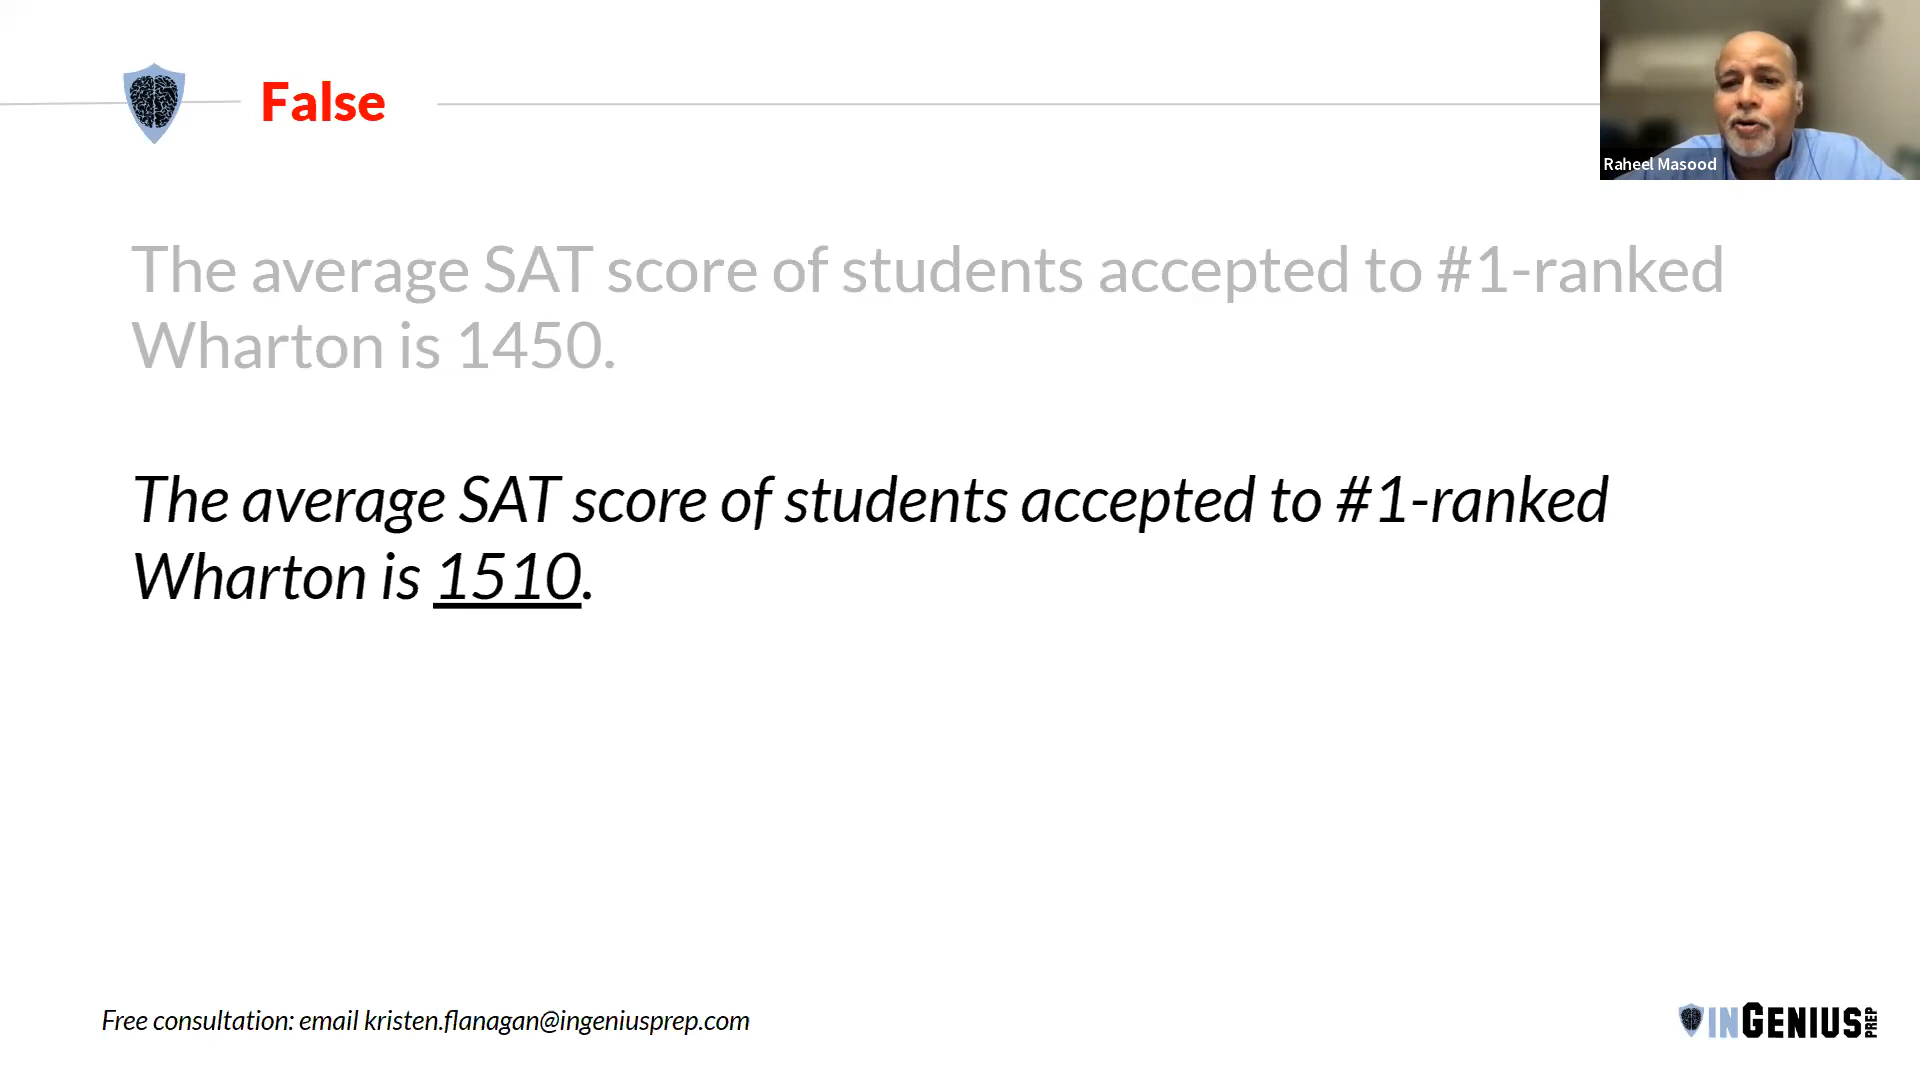 False
Raheel Masood
The average SAT score of students accepted to #1-ranked
Wharton is 1450.
The average SAT score of students accepted to #1-ranked
Wharton is 1510.
Free consultation: email kristen.flanagan@ingeniusprep.com
INGENIUS PREP